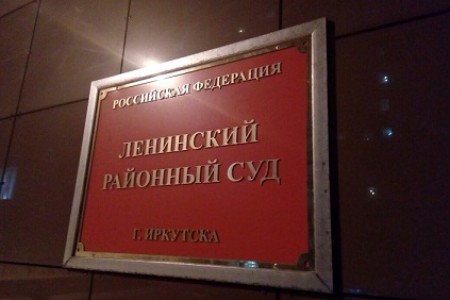 РОССИЙСКАЯ ФЕДЕРАЦИЯ
ЛЕНИНСКИЙ
РАЙОННЫЙ СУД
Г. ИРКУТСКА